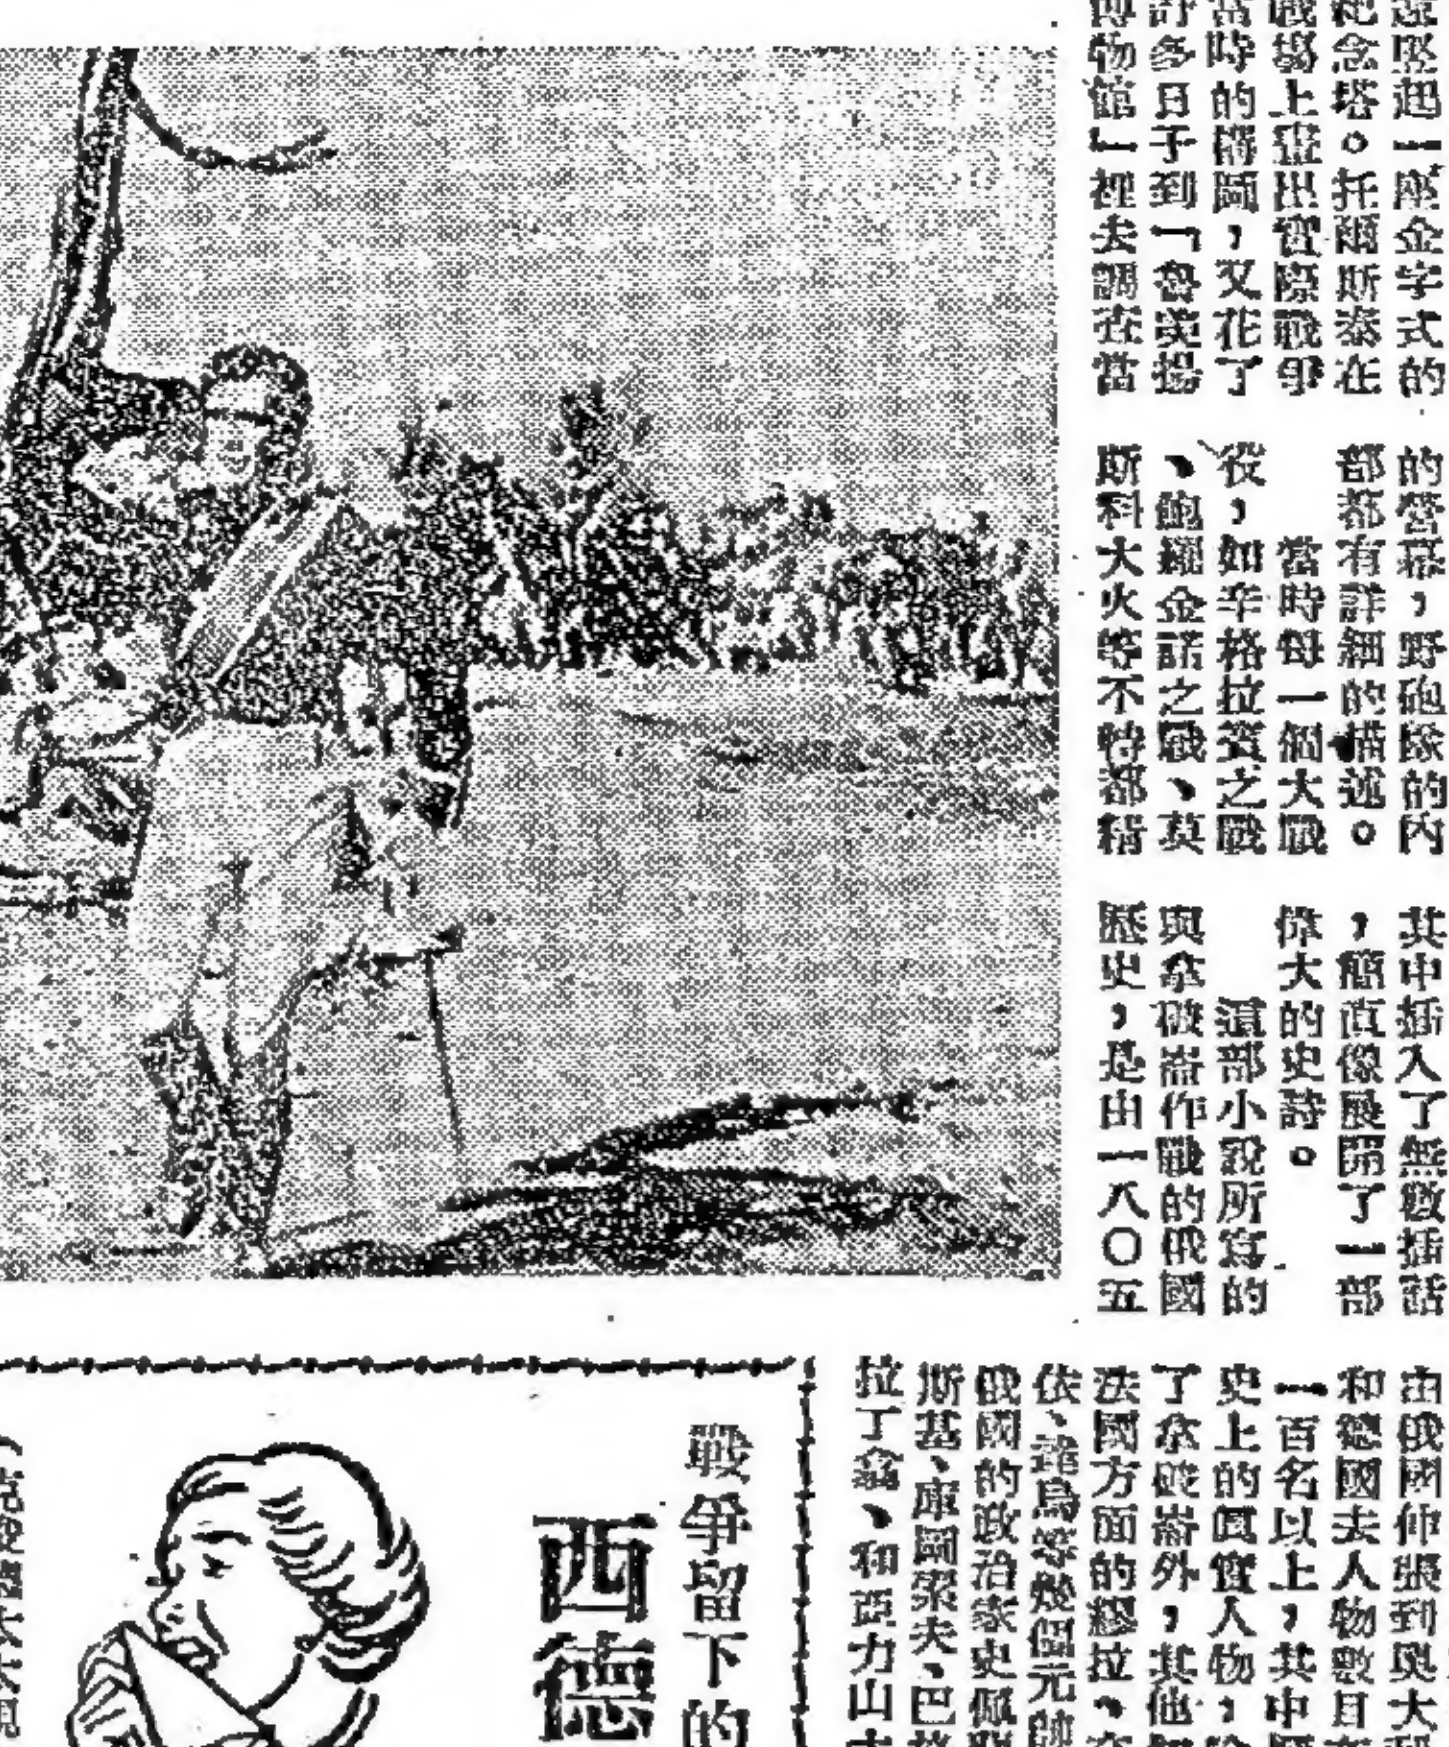 遼壓起一座金字式的
紀念塔。托爾斯泰在
戰場上畫出實際戰爭
當時的構圖，又花了
許多日子到「魯
博物館」裡去調查當
的營幕，野砲隊的內
部都有詳細的描述。
當時每一個大戰
役，如辛格拉賓之戰
、鮑羅金諾之戰、莫
斯科大火等不特都精
其中插入了無數插話
，簡直像展開了一部
偉大的史詩。
這部小說所寫的
與拿破崙作戰的俄國
歷史，是由一八〇五
由俄國伸張到奧大
和德國去人物數目
一百名以上，其中
史上的真實人物，
了拿破崙外，其他
法國方面的繆拉、
依、達烏等幾個元帥
俄國的政治家史佩
斯基、庫圖索夫、巴格
拉丁翁、和亞力山大
戰爭留下的
西德